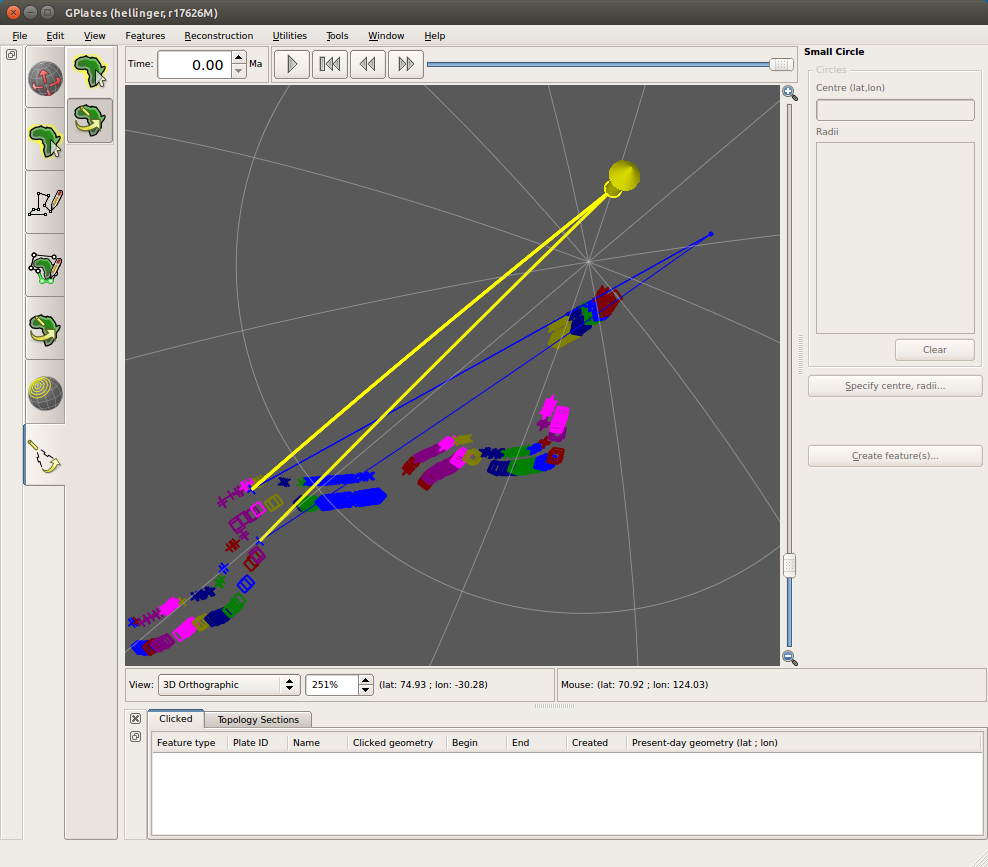 GPlates (hellinger,r17626M)
File Edit View Features Reconstruction Utilities Tools Window Help
Time: 0.00 Ma
Small Circle
Circles
Centre (lat,lon)
Radii
Clear
Specify centre, radii...
Create feature(s)...
View: 3D Orthographic 251% (lat: 74.93 ; lon: -30.28) Mouse: (lat: 70.92 ; lon: 124.03)
Clicked Topology Sections
Feature type Plate ID Name Clicked geometry Begin End Created Present-day geometry (lat ; lon)